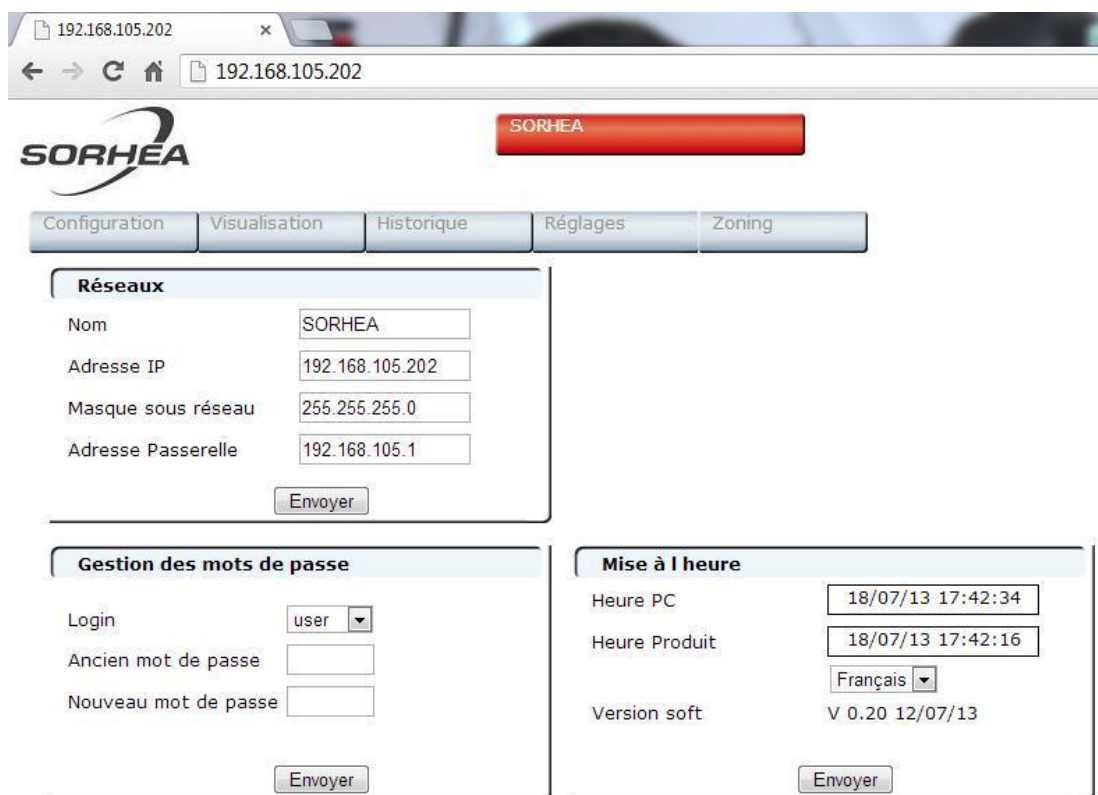 192.168.105.202
192.168.105.202
SORHEA
SORHEA
Configuration Visualisation Historique Réglages Zoning
Réseaux
Nom SORHEA
Adresse IP 192.168.105.202
Masque sous réseau 255.255.255.0
Adresse Passerelle 192.168.105.1
Envoyer
Gestion des mots de passe
Login user
Ancien mot de passe
Nouveau mot de passe
Envoyer
Mise à l heure
Heure PC 18/07/13 17:42:34
Heure Produit 18/07/13 17:42:16
Français
Version soft V 0.20 12/07/13
Envoyer